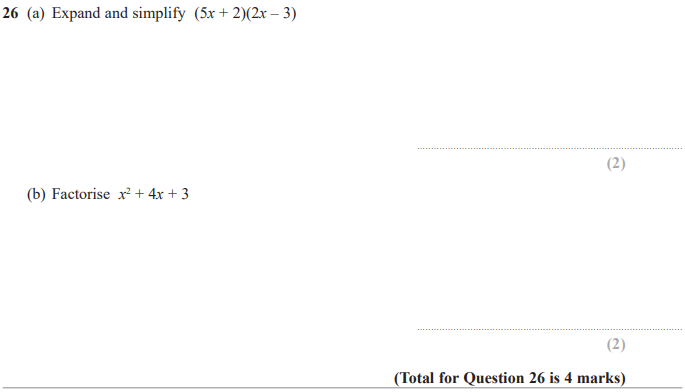 26 (a) Expand and simplify (5x + 2)(2x – 3)
(2)
(b) Factorise x² + 4x + 3
(2)
(Total for Question 26 is 4 marks)